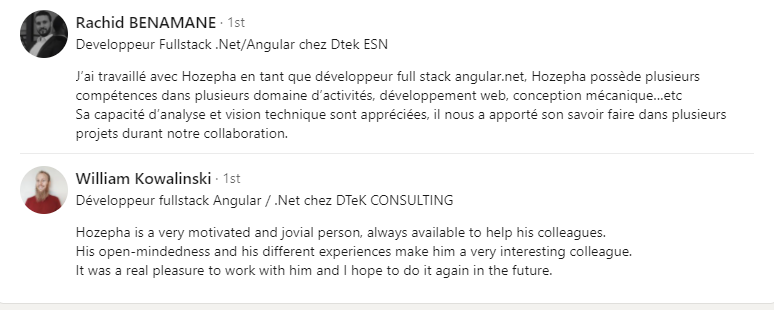 Rachid BENAMANE · 1st
Developpeur Fullstack .Net/Angular chez Dtek ESN
J’ai travaillé avec Hozepha en tant que développeur full stack angular.net, Hozepha possède plusieurs
compétences dans plusieurs domaine d’activités, développement web, conception mécanique...etc
Sa capacité d’analyse et vision technique sont appréciées, il nous a apporté son savoir faire dans plusieurs
projets durant notre collaboration.
William Kowalinski · 1st
Développeur fullstack Angular / .Net chez DTeK CONSULTING
Hozepha is a very motivated and jovial person, always available to help his colleagues.
His open-mindedness and his different experiences make him a very interesting colleague.
It was a real pleasure to work with him and I hope to do it again in the future.